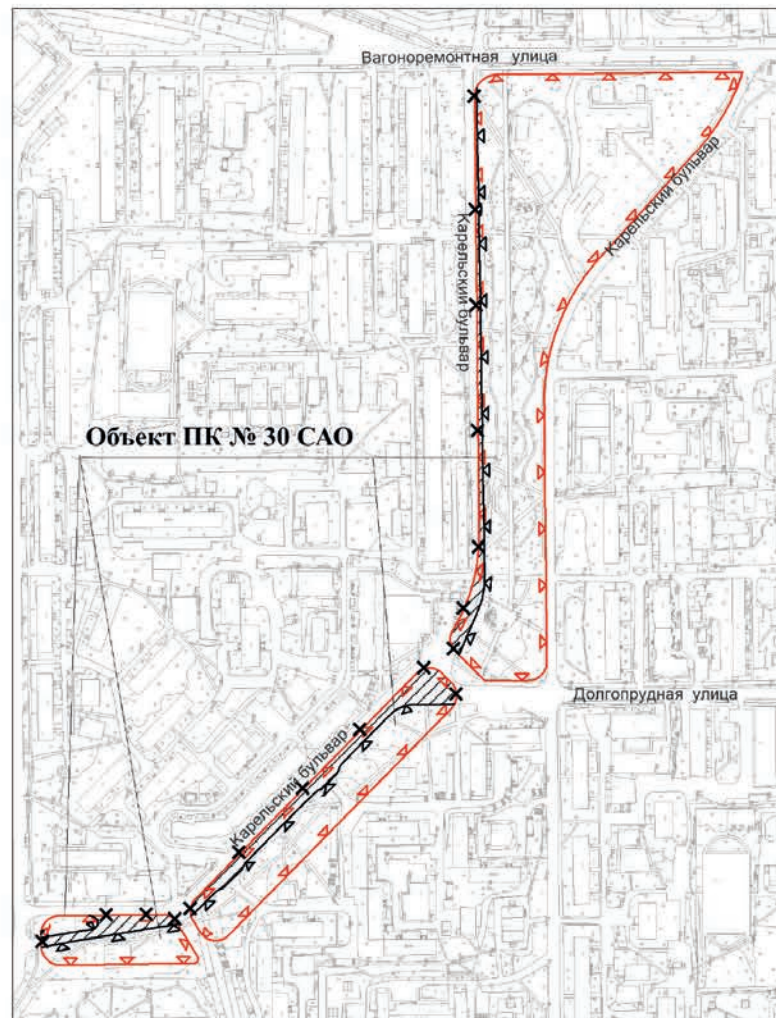 Вагоноремонтная улица
Карельский бульвар
Карельский бульвар
Объект ПК № 30 САО
Долгопрудная улица
Карельский бульвар